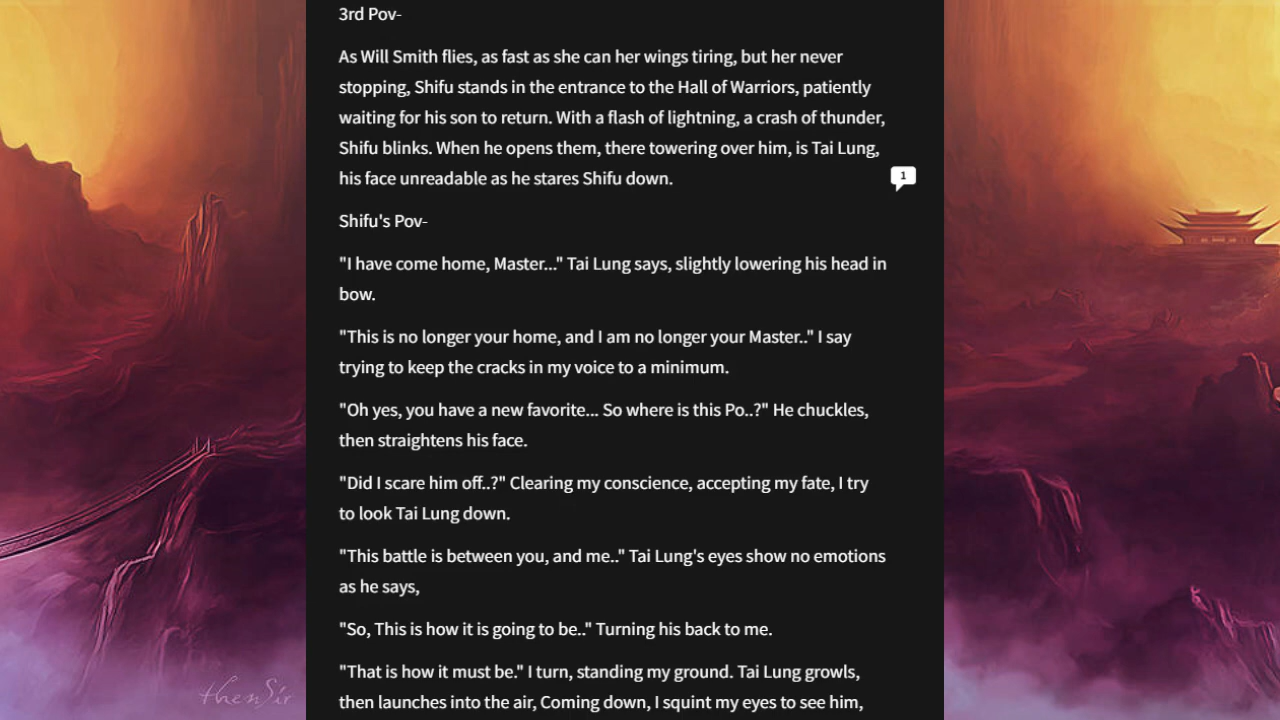 3rd Pov-
As Will Smith flies, as fast as she can her wings tiring, but her never
stopping, Shifu stands in the entrance to the Hall of Warriors, patiently
waiting for his son to return. With a flash of lightning, a crash of thunder,
Shifu blinks. When he opens them, there towering over him, is Tai Lung,
his face unreadable as he stares Shifu down.
1
Shifu's Pov-
"I have come home, Master..." Tai Lung says, slightly lowering his head in
bow.
"This is no longer your home, and I am no longer your Master.." I say
trying to keep the cracks in my voice to a minimum.
"Oh yes, you have a new favorite... So where is this Po..?" He chuckles,
then straightens his face.
"Did I scare him off..?" Clearing my conscience, accepting my fate, I try
to look Tai Lung down.
"This battle is between you, and me.." Tai Lung's eyes show no emotions
as he says,
"So, This is how it is going to be.." Turning his back to me.
"That is how it must be." I turn, standing my ground. Tai Lung growls,
then launches into the air, Coming down, I squint my eyes to see him,
thenSir